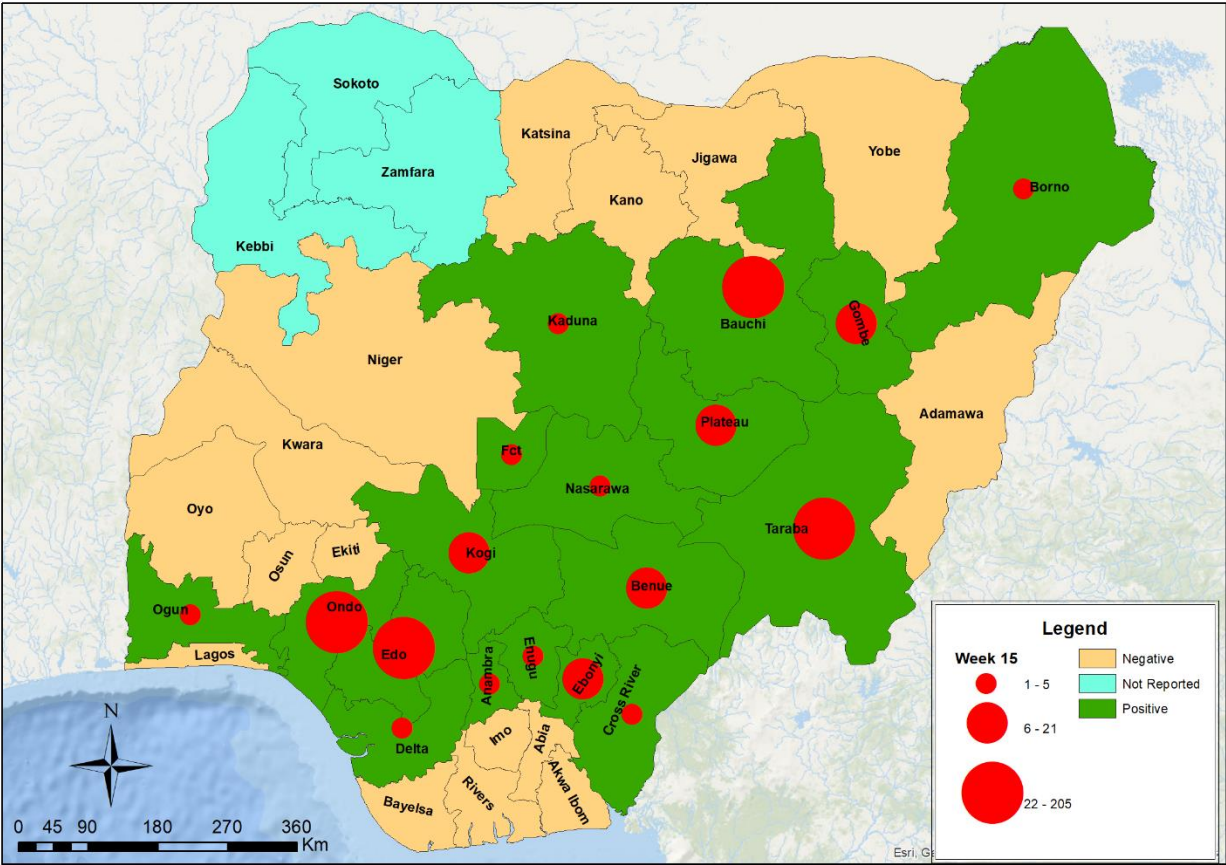 Sokoto
Katsina
Yobe
Jigawa
Zamfara
Kano
Borno
Kebbi
Kaduna
Bauchi
Gombe
Niger
Adamawa
Plateau
Kwara
Fct
Nasarawa
Oyo
Taraba
Kogi
Ekiti
Osun
Benue
Ondo
Ogun
Edo
Enugu
Lagos
Anambra
Ebonyi
Cross River
Delta
Imo
Abia
Akwa Ibom
Rivers
Bayelsa
N
0 45 90 180 270 360
Km
Legend
Week 15
1 - 5
6 - 21
22 - 205
Negative
Not Reported
Positive
Esri,